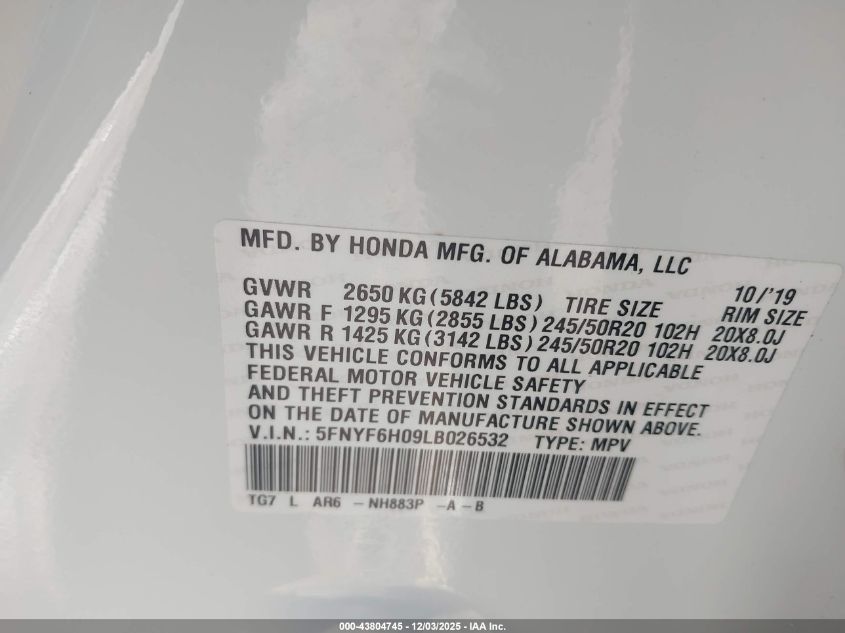 MFD. BY HONDA MFG. OF ALABAMA, LLC
10/'19
GVWR 2650 KG (5842 LBS) TIRE SIZE RIM SIZE
GAWR F 1295 KG (2855 LBS) 245/50R20 102H 20X8.0J
GAWR R 1425 KG (3142 LBS) 245/50R20 102H 20X8.0J
THIS VEHICLE CONFORMS TO ALL APPLICABLE
FEDERAL MOTOR VEHICLE SAFETY
AND THEFT PREVENTION STANDARDS IN EFFECT
ON THE DATE OF MANUFACTURE SHOWN ABOVE.
V.I.N.: 5FNYF6H09LB026532 TYPE: MPV
TG7 L AR6 - NH883P - A - B
000-43804745 - 12/03/2025 - IAA Inc.